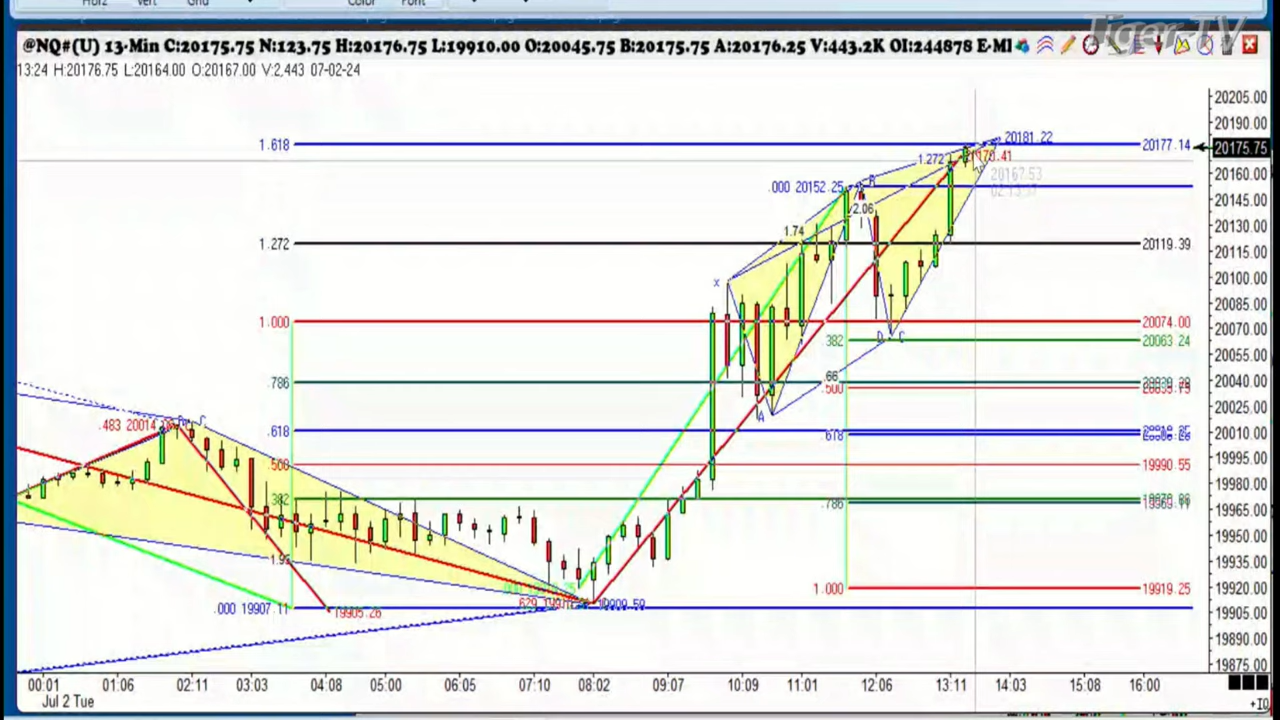 Horz Vert Grid Color Font
Tiger-TV
@NQ#(U) 13-Min C:20175.75 N:123.75 H:20176.75 L:19910.00 O:20045.75 B:20175.75 A:20176.25 V:443.2K OI:244878 E-MI
13:24 H:20176.75 L:20164.00 O:20167.00 V:2,443 07-02-24
20205.00
20190.00
1.618 20181.22 20177.14 20175.75
1.272
20167.53
20160.00
.000 20152.25 B
20145.00
2.06
1.74
20130.00
1.272 20119.39
20115.00
X
20100.00
20085.00
1.000 20074.00
20070.00
.382 D C 20063.24
20055.00
.66
.786
20040.00
.500
A
20025.00
.483 C
.618
20010.00
.618
19995.00
.500 19990.55
19980.00
.382
.786
19965.00
19950.00
19935.00
1.000 19919.25
19920.00
.000 19907.11 19905.26 19905.00
19890.00
19875.00
00:01 01:06 02:11 03:03 04:08 05:00 06:05 07:10 08:02 09:07 10:09 11:01 12:06 13:11 14:03 15:08 16:00
Jul 2 Tue